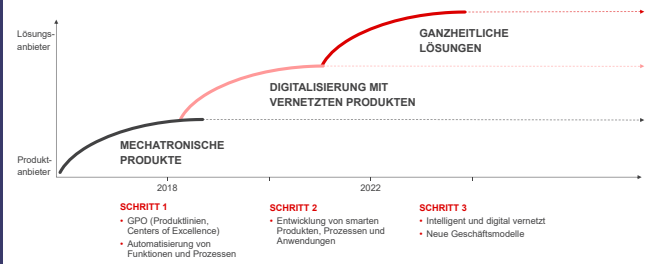 Lösungs-
anbieter
GANZHEITLICHE
LÖSUNGEN
DIGITALISIERUNG MIT
VERNETZTEN PRODUKTEN
MECHATRONISCHE
PRODUKTE
Produkt-
anbieter
2018
2022
SCHRITT 1
• GPO (Produktlinien,
Centers of Excellence)
• Automatisierung von
Funktionen und Prozessen
SCHRITT 2
• Entwicklung von smarten
Produkten, Prozessen und
Anwendungen
SCHRITT 3
• Intelligent und digital vernetzt
• Neue Geschäftsmodelle